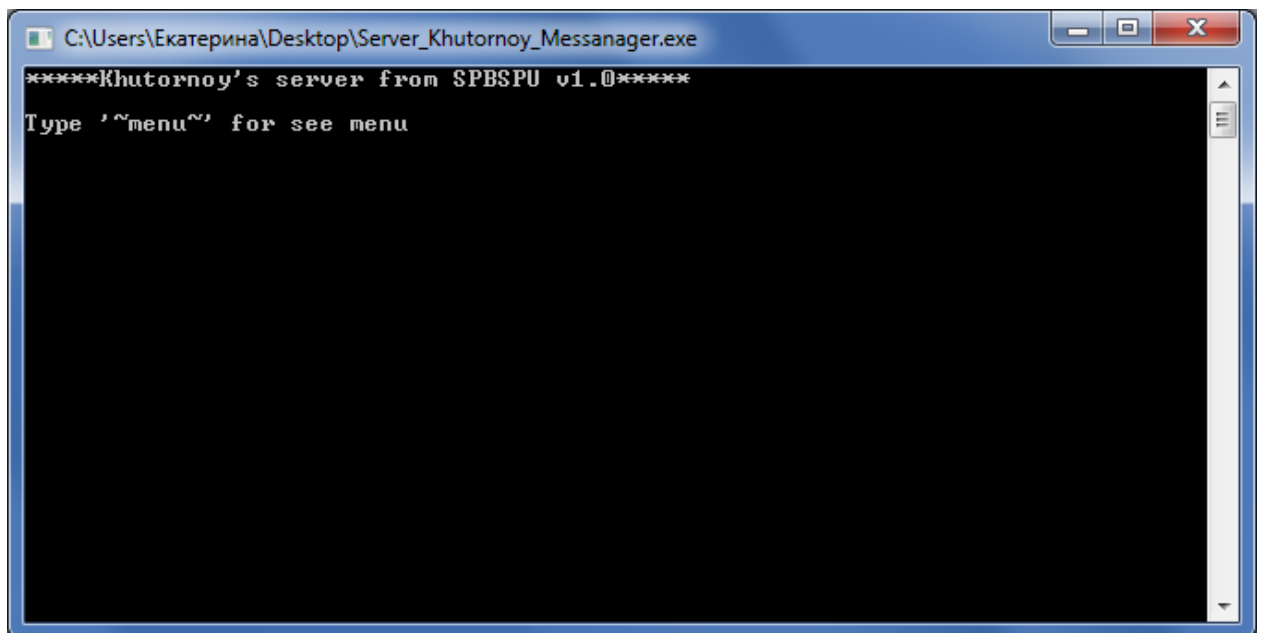 C:\Users\Екатерина\Desktop\Server_Khutornoy_Messanager.exe
*****Khutornoy's server from SPBSPU v1.0*****
Type '~menu~' for see menu